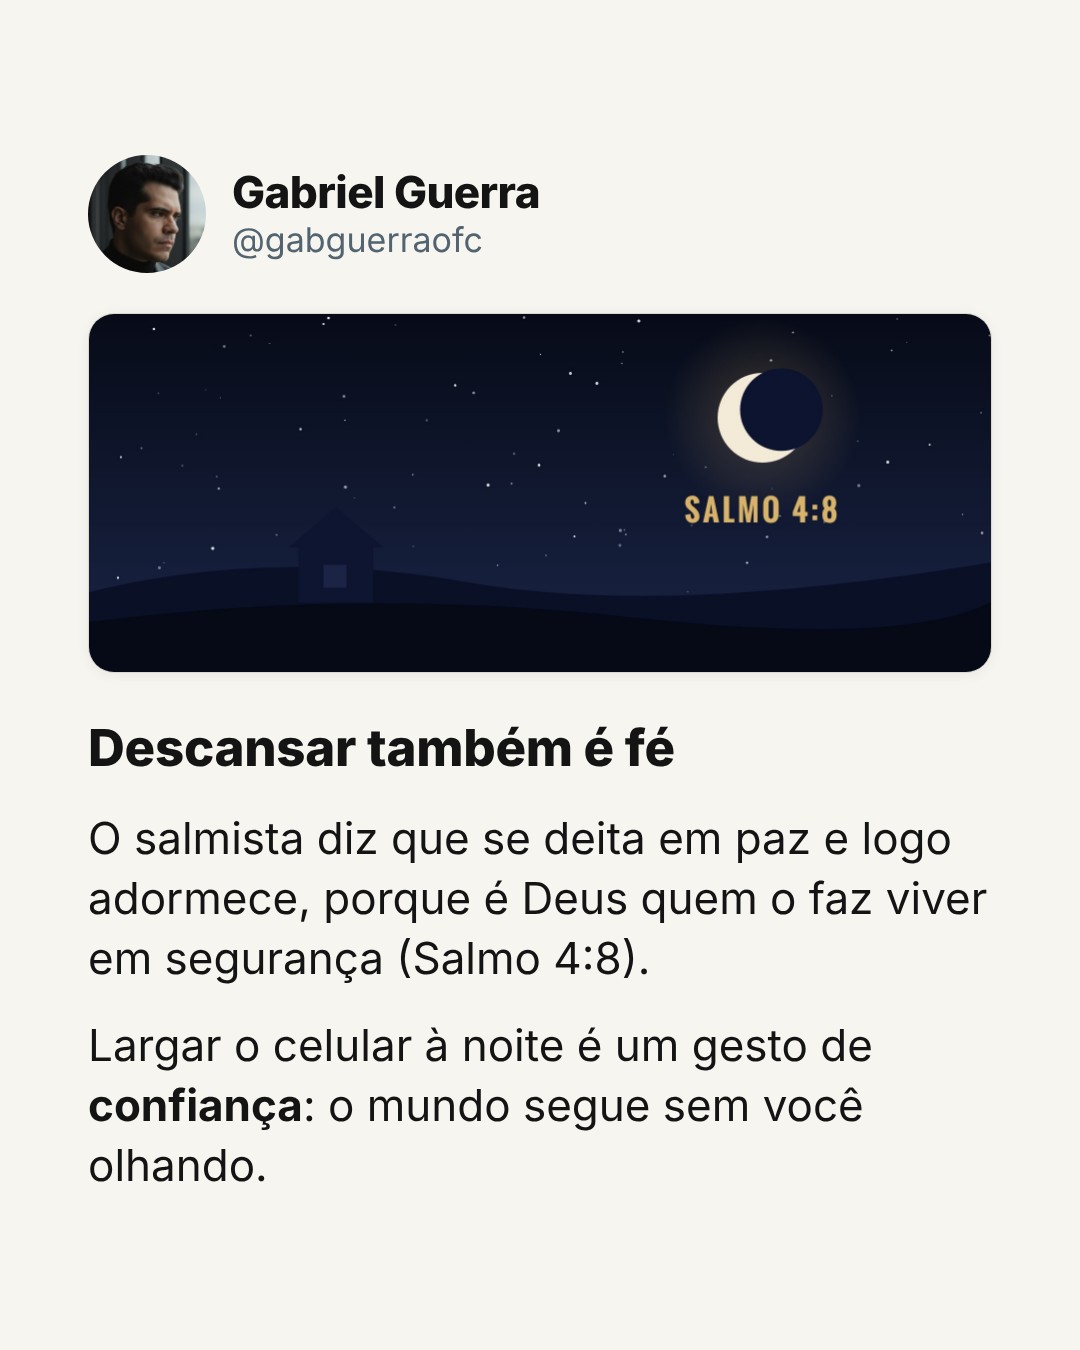 Gabriel Guerra
@gabguerraofc
SALMO 4:8
Descansar também é fé
O salmista diz que se deita em paz e logo
adormece, porque é Deus quem o faz viver
em segurança (Salmo 4:8).
Largar o celular à noite é um gesto de
confiança: o mundo segue sem você
olhando.